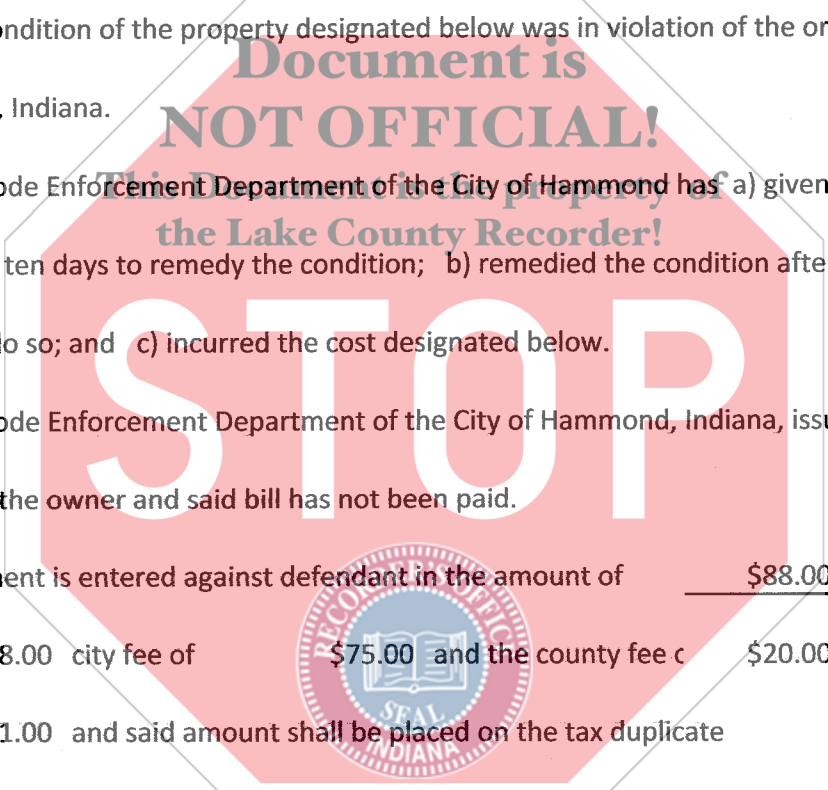 ondition of the property designated below was in violation of the or
Document is
, Indiana.
NOT OFFICIAL!
ode Enforcement Department of the City of Hammond has a) given
This Document is the property of
the Lake County Recorder!
ten days to remedy the condition; b) remedied the condition afte
do so; and c) incurred the cost designated below.
STOP
ode Enforcement Department of the City of Hammond, Indiana, issu
the owner and said bill has not been paid.
ent is entered against defendant in the amount of $88.00
8.00 city fee of $75.00 and the county fee c $20.00
1.00 and said amount shall be placed on the tax duplicate
RECORDER'S OFFICE
SEAL
INDIANA